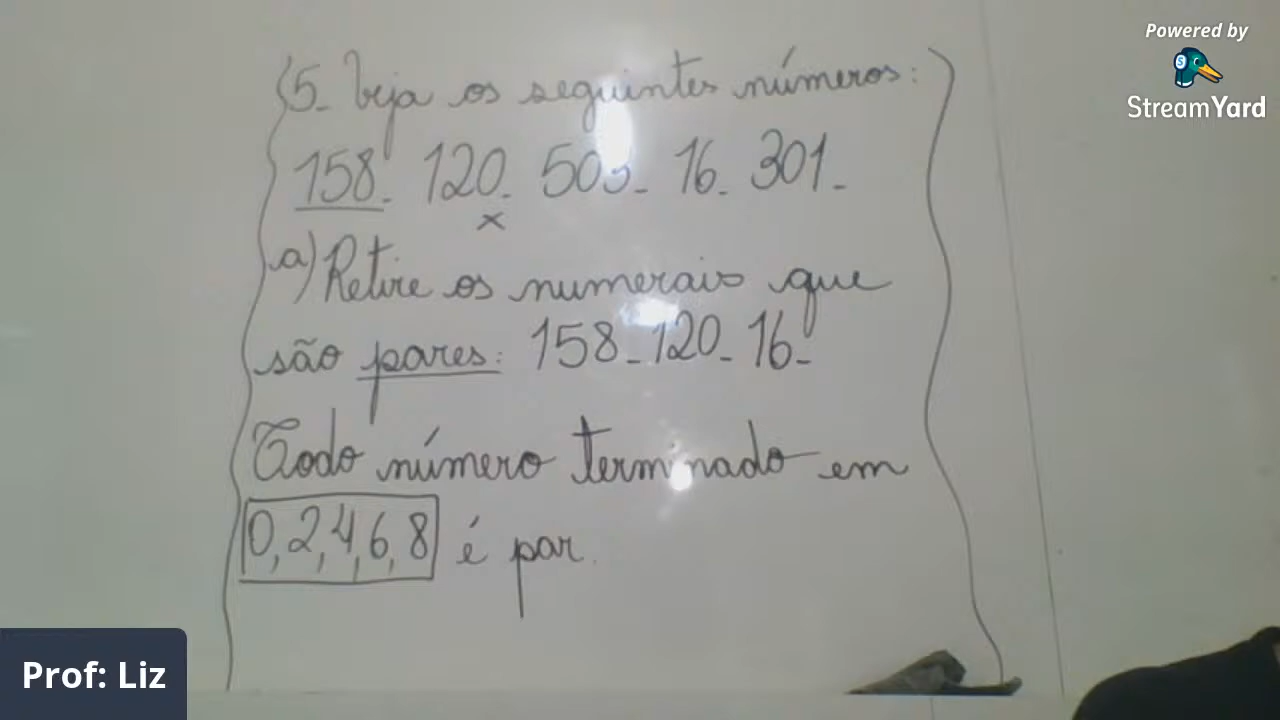 Powered by
StreamYard
5. Veja os seguintes números:
158. 120. 503. 16. 301.
x
a) Retire os numerais que
são pares: 158. 120. 16.
Todo número terminado em
0, 2, 4, 6, 8 é par.
Prof: Liz